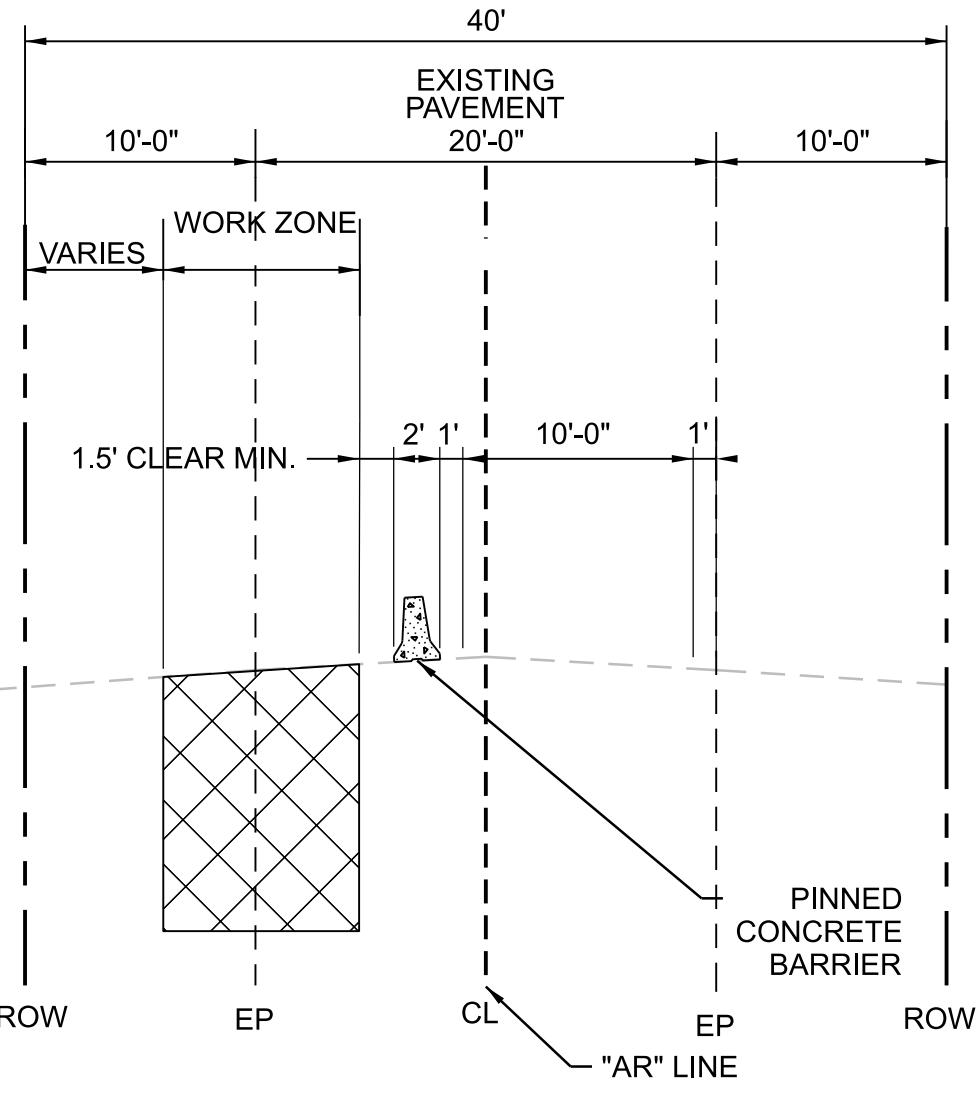 40'
EXISTING
PAVEMENT
10'-0" 20'-0" 10'-0"
WORK ZONE
VARIES
1.5' CLEAR MIN. 2' 1' 10'-0" 1'
PINNED
CONCRETE
BARRIER
ROW EP CL EP ROW
"AR" LINE